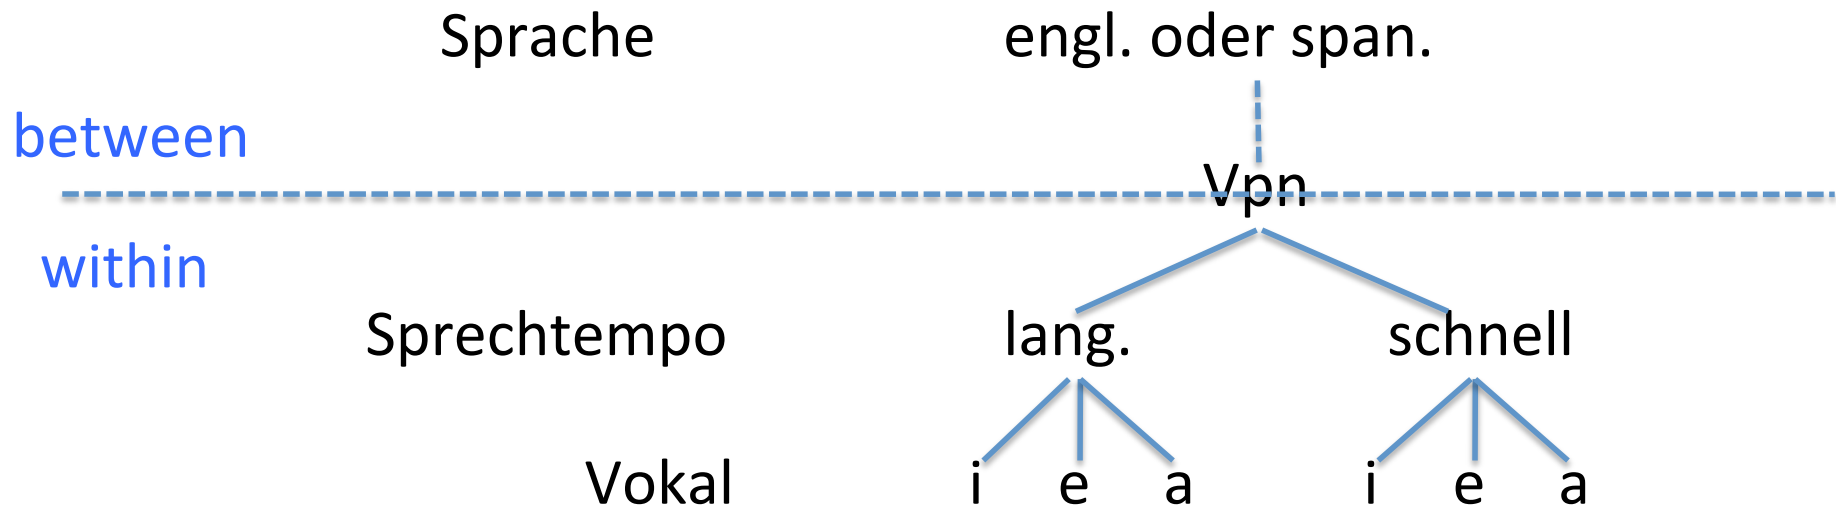 Sprache engl. oder span.
between
Vpn
within
Sprechtempo lang. schnell
Vokal i e a i e a